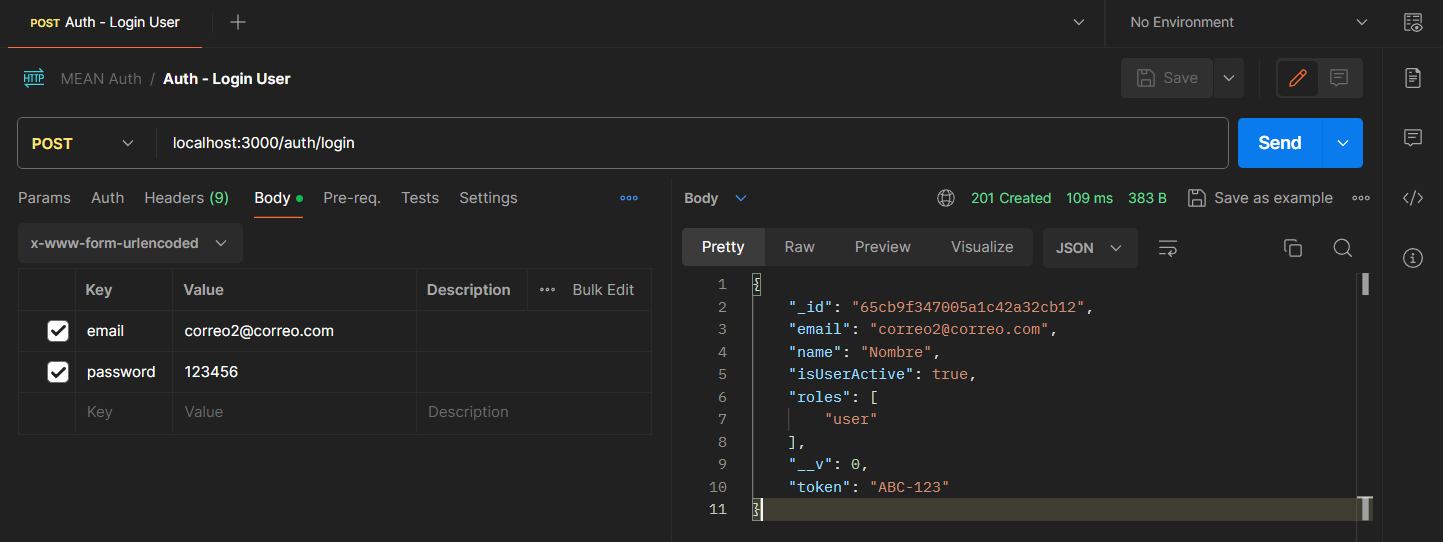 POST Auth - Login User
No Environment
HTTP MEAN Auth / Auth - Login User
Save
POST localhost:3000/auth/login
Send
Params Auth Headers (9) Body Pre-req. Tests Settings
x-www-form-urlencoded
Key Value Description Bulk Edit
email correo2@correo.com
password 123456
Key Value Description
Body 201 Created 109 ms 383 B Save as example
Pretty Raw Preview Visualize JSON
1 {
2 "_id": "65cb9f347005a1c42a32cb12",
3 "email": "correo2@correo.com",
4 "name": "Nombre",
5 "isUserActive": true,
6 "roles": [
7 "user"
8 ],
9 "__v": 0,
10 "token": "ABC-123"
11 }